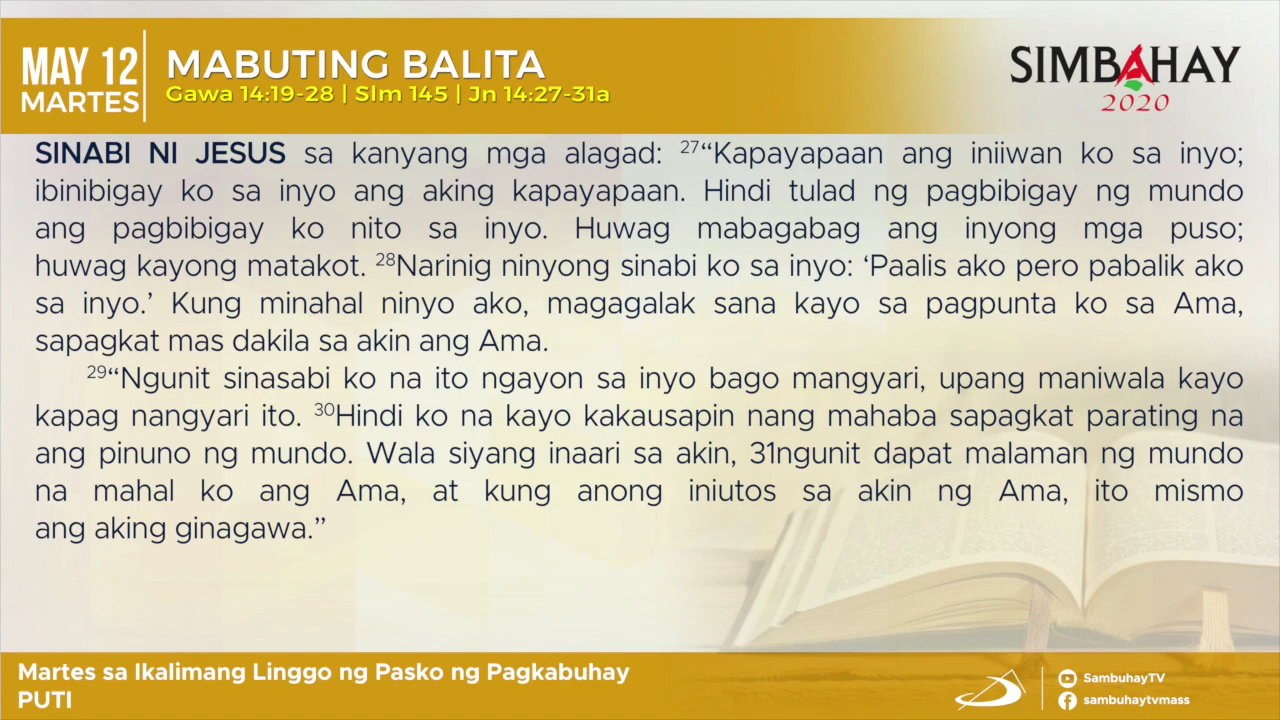 MAY 12
MARTES
MABUTING BALITA
Gawa 14:19-28 | Slm 145 | Jn 14:27-31a
SIMBAHAY
2020
SINABI NI JESUS sa kanyang mga alagad: 27“Kapayapaan ang iniiwan ko sa inyo;
ibinibigay ko sa inyo ang aking kapayapaan. Hindi tulad ng pagbibigay ng mundo
ang pagbibigay ko nito sa inyo. Huwag mabagabag ang inyong mga puso;
huwag kayong matakot. 28Narinig ninyong sinabi ko sa inyo: ‘Paalis ako pero pabalik ako
sa inyo.’ Kung minahal ninyo ako, magagalak sana kayo sa pagpunta ko sa Ama,
sapagkat mas dakila sa akin ang Ama.
29“Ngunit sinasabi ko na ito ngayon sa inyo bago mangyari, upang maniwala kayo
kapag nangyari ito. 30Hindi ko na kayo kakausapin nang mahaba sapagkat parating na
ang pinuno ng mundo. Wala siyang inaari sa akin, 31ngunit dapat malaman ng mundo
na mahal ko ang Ama, at kung anong iniutos sa akin ng Ama, ito mismo
ang aking ginagawa.”
Martes sa Ikalimang Linggo ng Pasko ng Pagkabuhay
PUTI
SambuhayTV
sambuhaytvmass